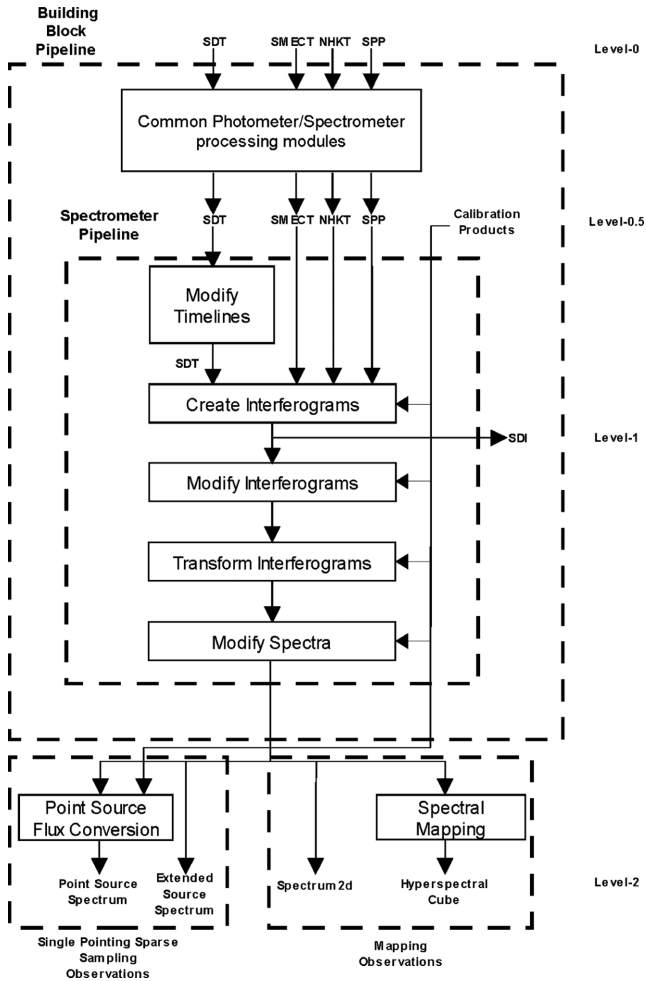 Building
Block
Pipeline
SDT
SMECT
NHKT
SPP
Level-0
Common Photometer/Spectrometer
processing modules
SDT
SMECT
NHKT
SPP
Calibration
Products
Level-0.5
Spectrometer
Pipeline
Modify
Timelines
SDT
Create Interferograms
SDI
Level-1
Modify Interferograms
Transform Interferograms
Modify Spectra
Point Source
Flux Conversion
Spectral
Mapping
Point Source
Spectrum
Extended
Source
Spectrum
Spectrum2d
Hyperspectral
Cube
Level-2
Single Pointing Sparse
Sampling
Observations
Mapping
Observations